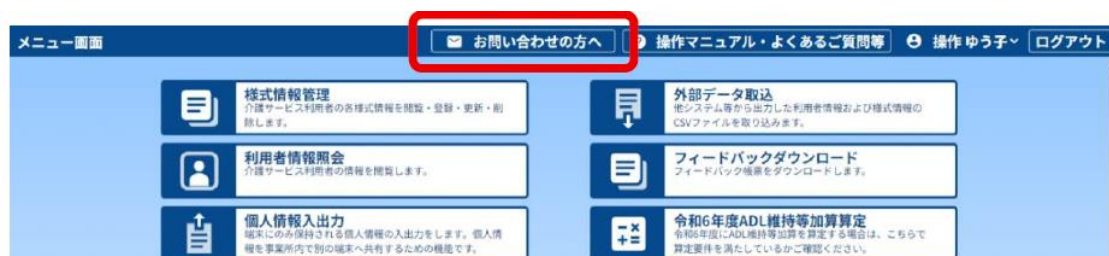 メニュー画面
お問い合わせの方へ
操作マニュアル・よくあるご質問等
操作 ゆう子
ログアウト
様式情報管理
介護サービス利用者の各様式情報を閲覧・登録・更新・削
除します。
外部データ取込
他システム等から出力した利用者情報および様式情報の
CSVファイルを取り込みます。
利用者情報照会
介護サービス利用者の情報を閲覧します。
フィードバックダウンロード
フィードバック帳票をダウンロードします。
個人情報入出力
端末にのみ保持される個人情報の入出力をします。個人情
報を事業所内で別の端末へ共有するための機能です。
令和6年度ADL維持等加算算定
令和6年度にADL維持等加算を算定する場合は、こちらで
算定要件を満たしているかご確認ください。